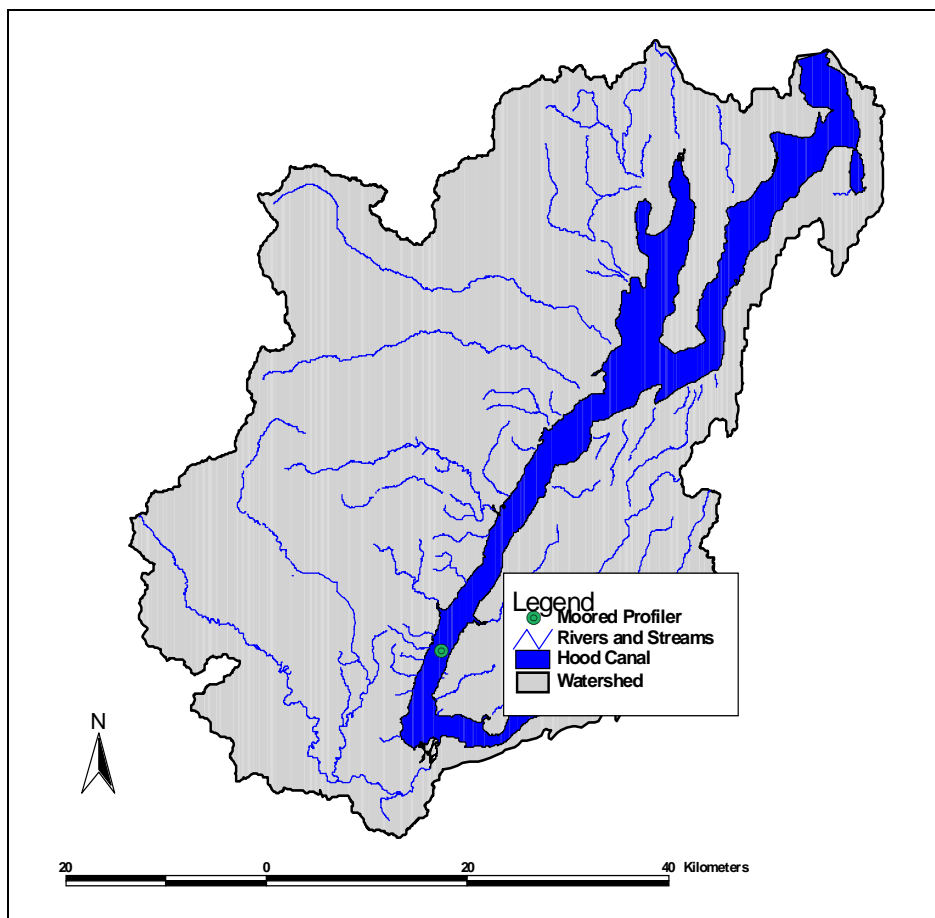 Legend
Moored Profiler
Rivers and Streams
Hood Canal
Watershed
N
20 0 20 40 Kilometers